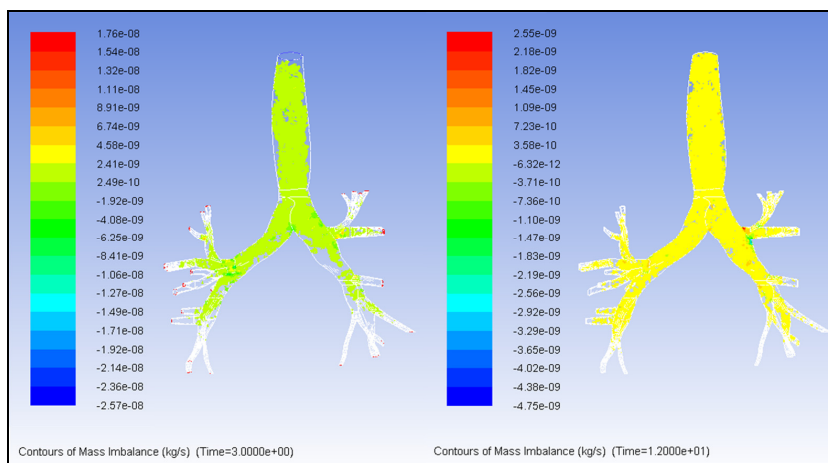 1.76e-08
1.54e-08
1.32e-08
1.11e-08
8.91e-09
6.74e-09
4.58e-09
2.41e-09
2.49e-10
-1.92e-09
-4.08e-09
-6.25e-09
-8.41e-09
-1.06e-08
-1.27e-08
-1.49e-08
-1.71e-08
-1.92e-08
-2.14e-08
-2.36e-08
-2.57e-08
Contours of Mass Imbalance (kg/s) (Time=3.0000e+00)
2.55e-09
2.18e-09
1.82e-09
1.45e-09
1.09e-09
7.23e-10
3.58e-10
-6.32e-12
-3.71e-10
-7.36e-10
-1.10e-09
-1.47e-09
-1.83e-09
-2.19e-09
-2.56e-09
-2.92e-09
-3.29e-09
-3.65e-09
-4.02e-09
-4.38e-09
-4.75e-09
Contours of Mass Imbalance (kg/s) (Time=1.2000e+01)